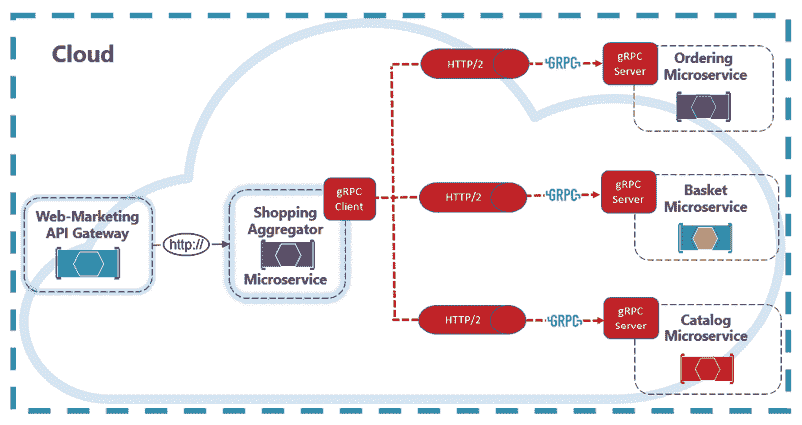 Cloud
Web-Marketing
API Gateway
http://
Shopping
Aggregator
Microservice
gRPC
Client
HTTP/2
GRPC
gRPC
Server
Ordering
Microservice
HTTP/2
GRPC
gRPC
Server
Basket
Microservice
HTTP/2
GRPC
gRPC
Server
Catalog
Microservice